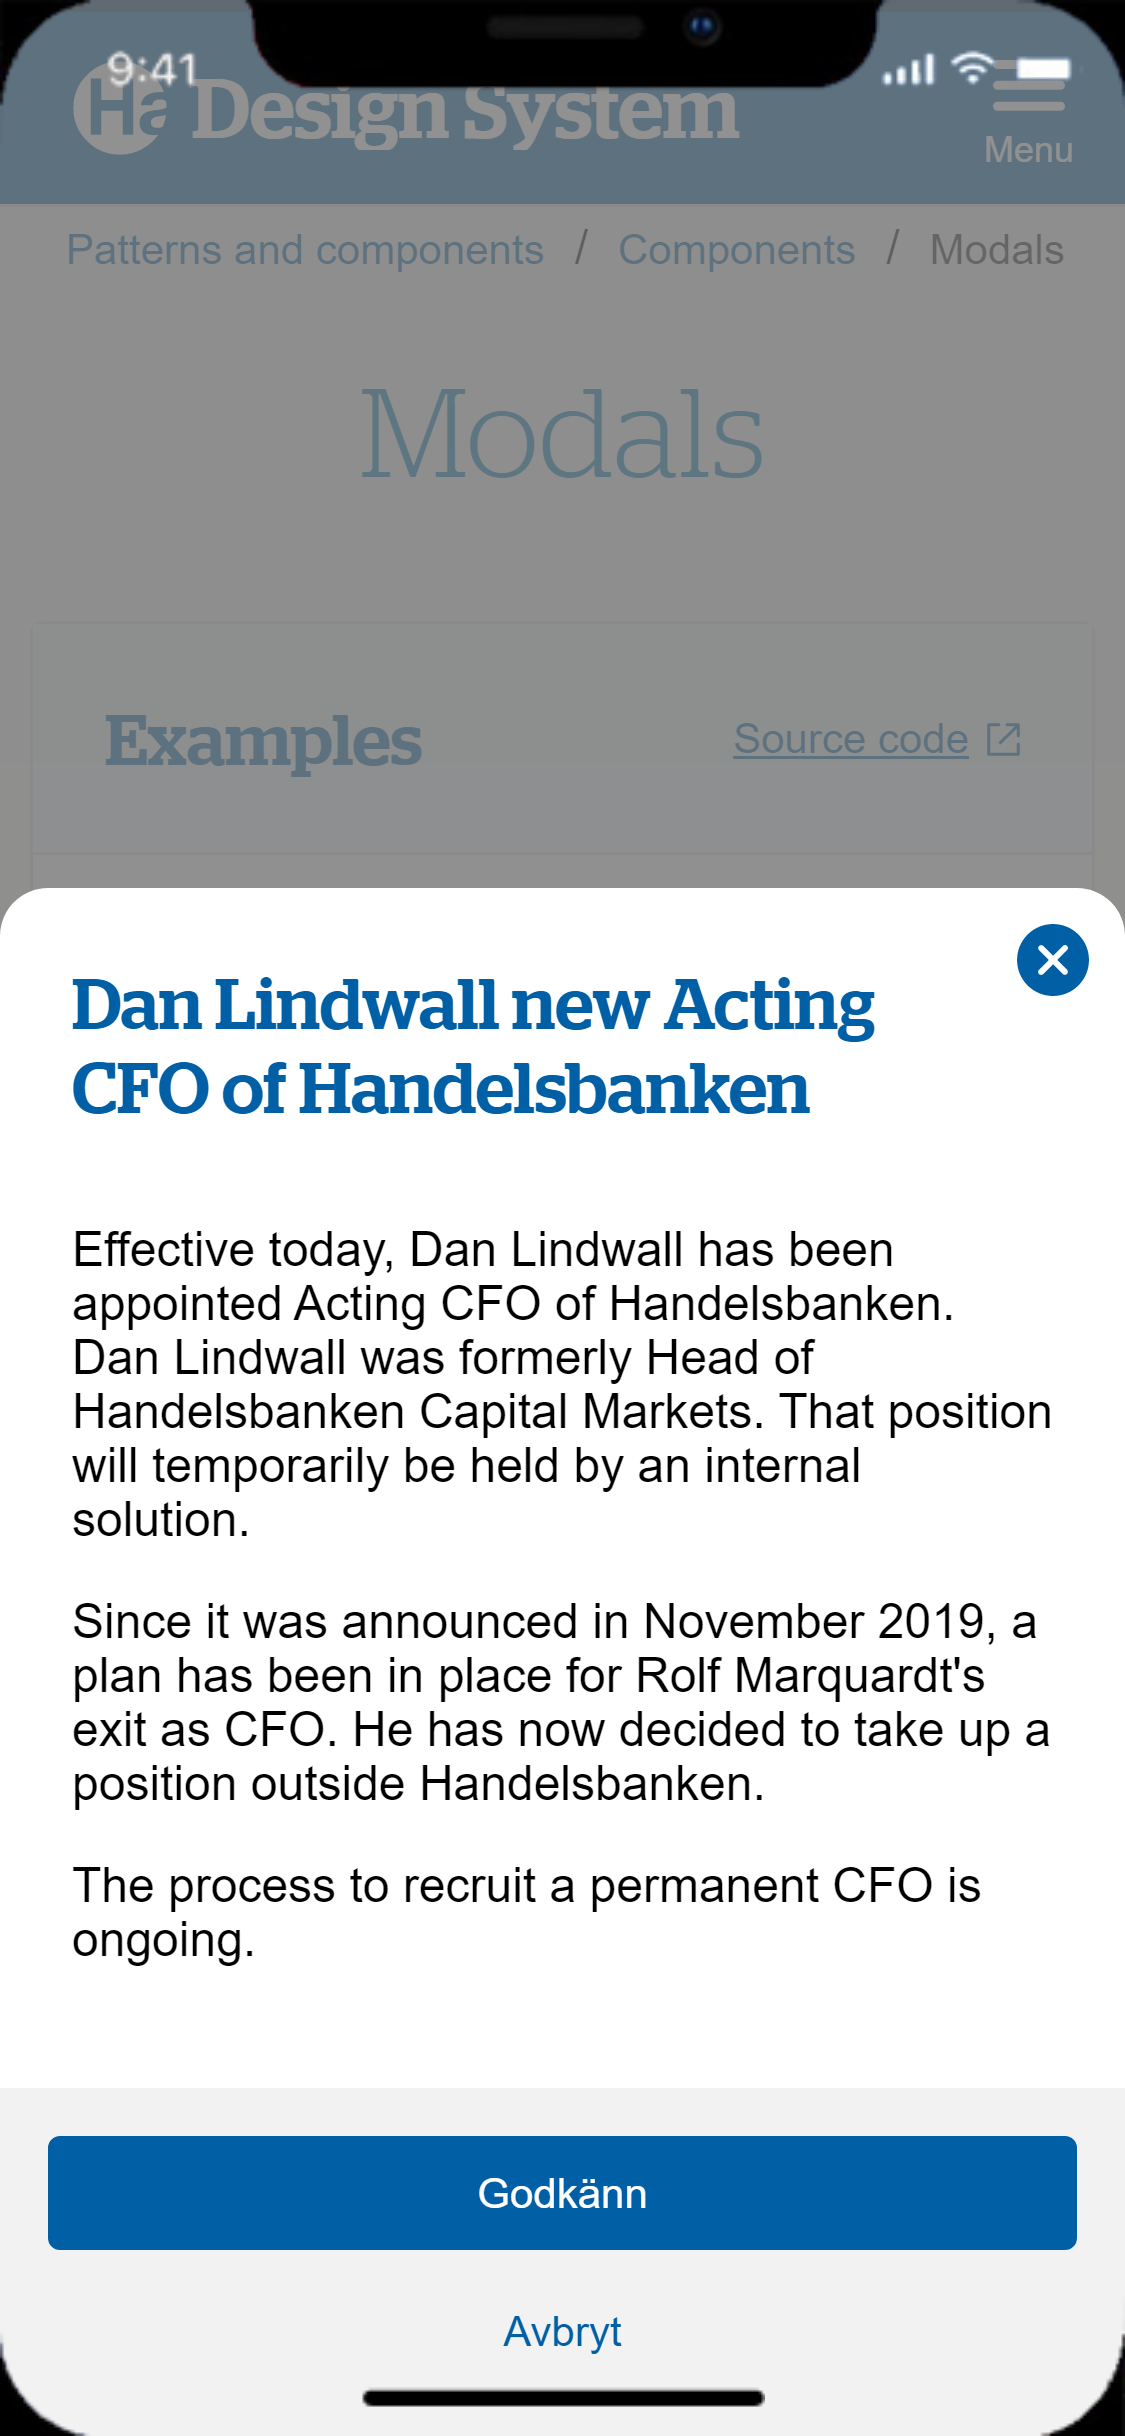 9:41
Ha Design System
Menu
Patterns and components / Components / Modals
Modals
Examples
Source code
Dan Lindwall new Acting
CFO of Handelsbanken
Effective today, Dan Lindwall has been
appointed Acting CFO of Handelsbanken.
Dan Lindwall was formerly Head of
Handelsbanken Capital Markets. That position
will temporarily be held by an internal
solution.
Since it was announced in November 2019, a
plan has been in place for Rolf Marquardt's
exit as CFO. He has now decided to take up a
position outside Handelsbanken.
The process to recruit a permanent CFO is
ongoing.
Godkänn
Avbryt